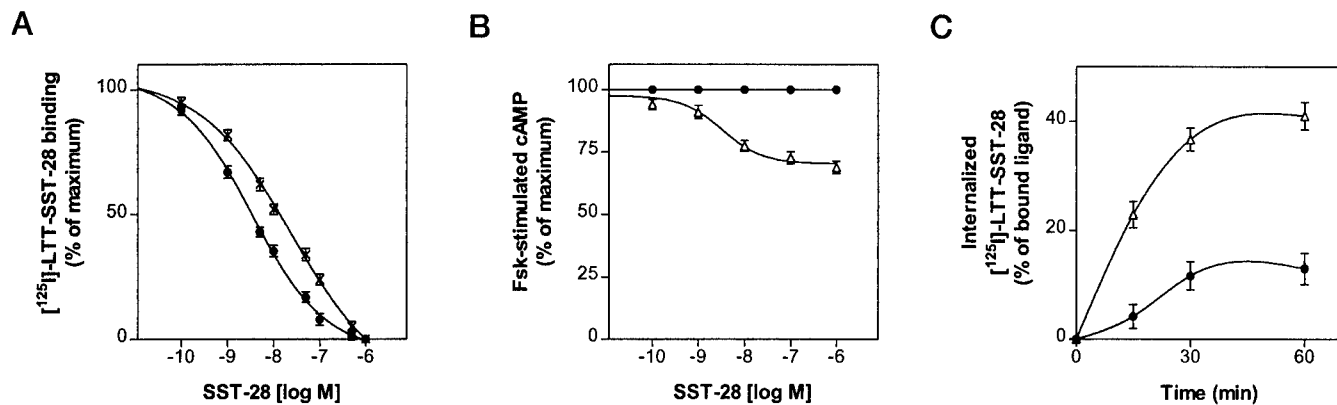 A
[¹²⁵I]-LTT-SST-28 binding
(% of maximum)
100
50
0
-10 -9 -8 -7 -6
SST-28 [log M]
B
Fsk-stimulated cAMP
(% of maximum)
100
75
50
25
0
-10 -9 -8 -7 -6
SST-28 [log M]
C
Internalized
[¹²⁵I]-LTT-SST-28
(% of bound ligand)
40
20
0
0 30 60
Time (min)